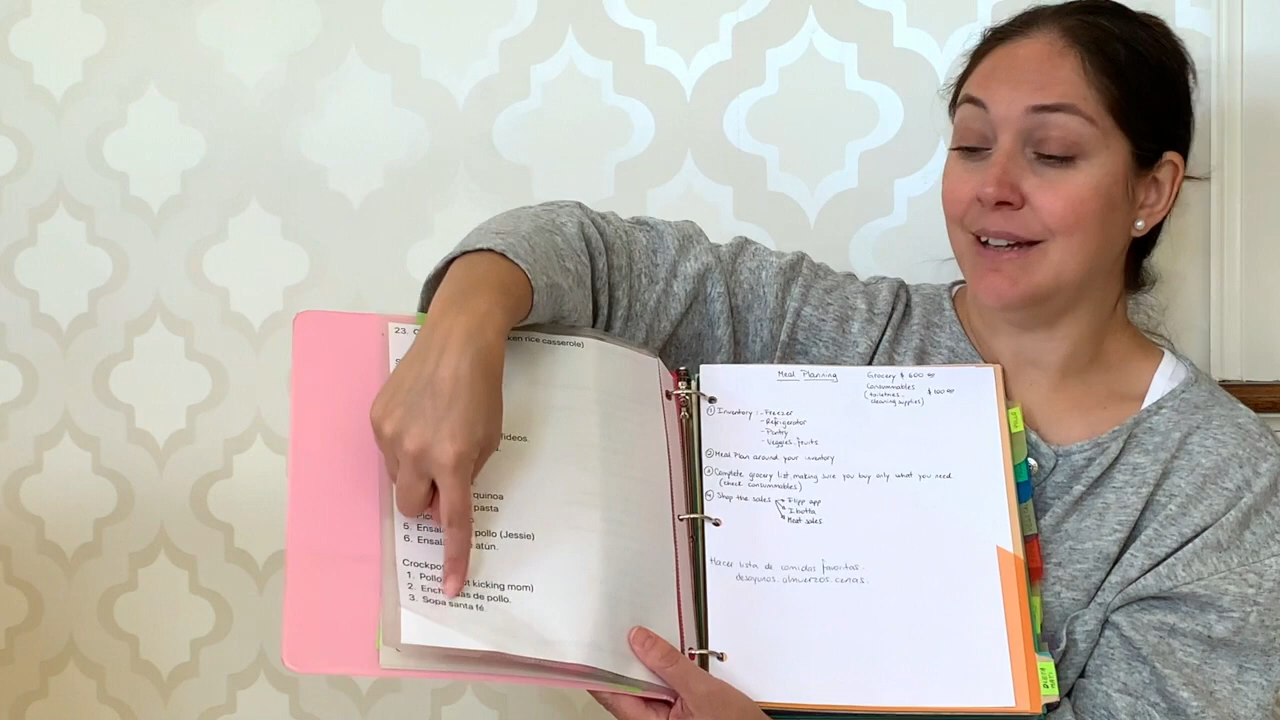 23. C
ken rice casserole)
S
fideos.
quinoa
pasta
5. Ensal pollo (Jessie)
6. Ensal atún.
Crockpot
1. Pollo ot kicking mom)
2. Ench as de pollo.
3. Sopa santa fé.
Meal Planning
Grocery $ 600.00
Consummables $100.00
(toiletries.
cleaning supplies)
① Inventory: - Freezer
- Refrigerator
- Pantry
- Veggies, fruits
② Meal Plan around your inventory
③ Complete grocery list, making sure you buy only what you need
(check consummables)
④ Shop the sales → Flipp app
→ Ibotta
→ Meat sales
Hacer lista de comidas favoritas.
desayunos, almuerzos, cenas.